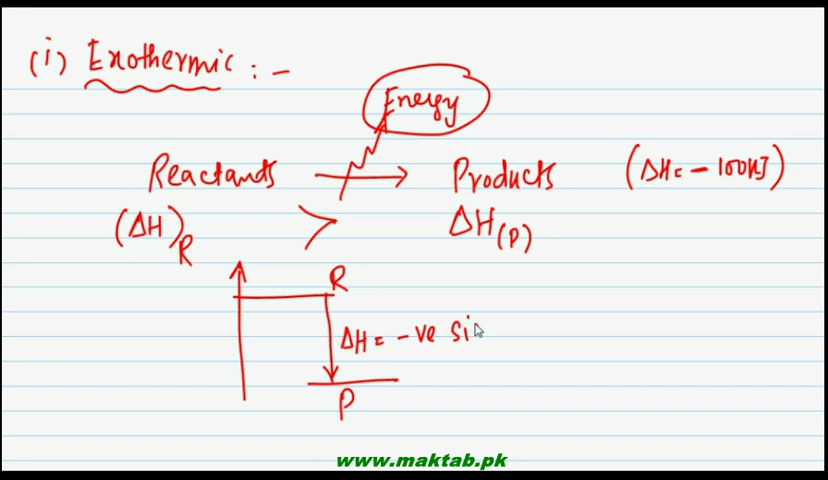 (i) Exothermic : -
Energy
Reactants → Products (ΔH = - 100KJ)
(ΔH)R > ΔH(P)
R
ΔH = -ve Si
P
www.maktab.pk